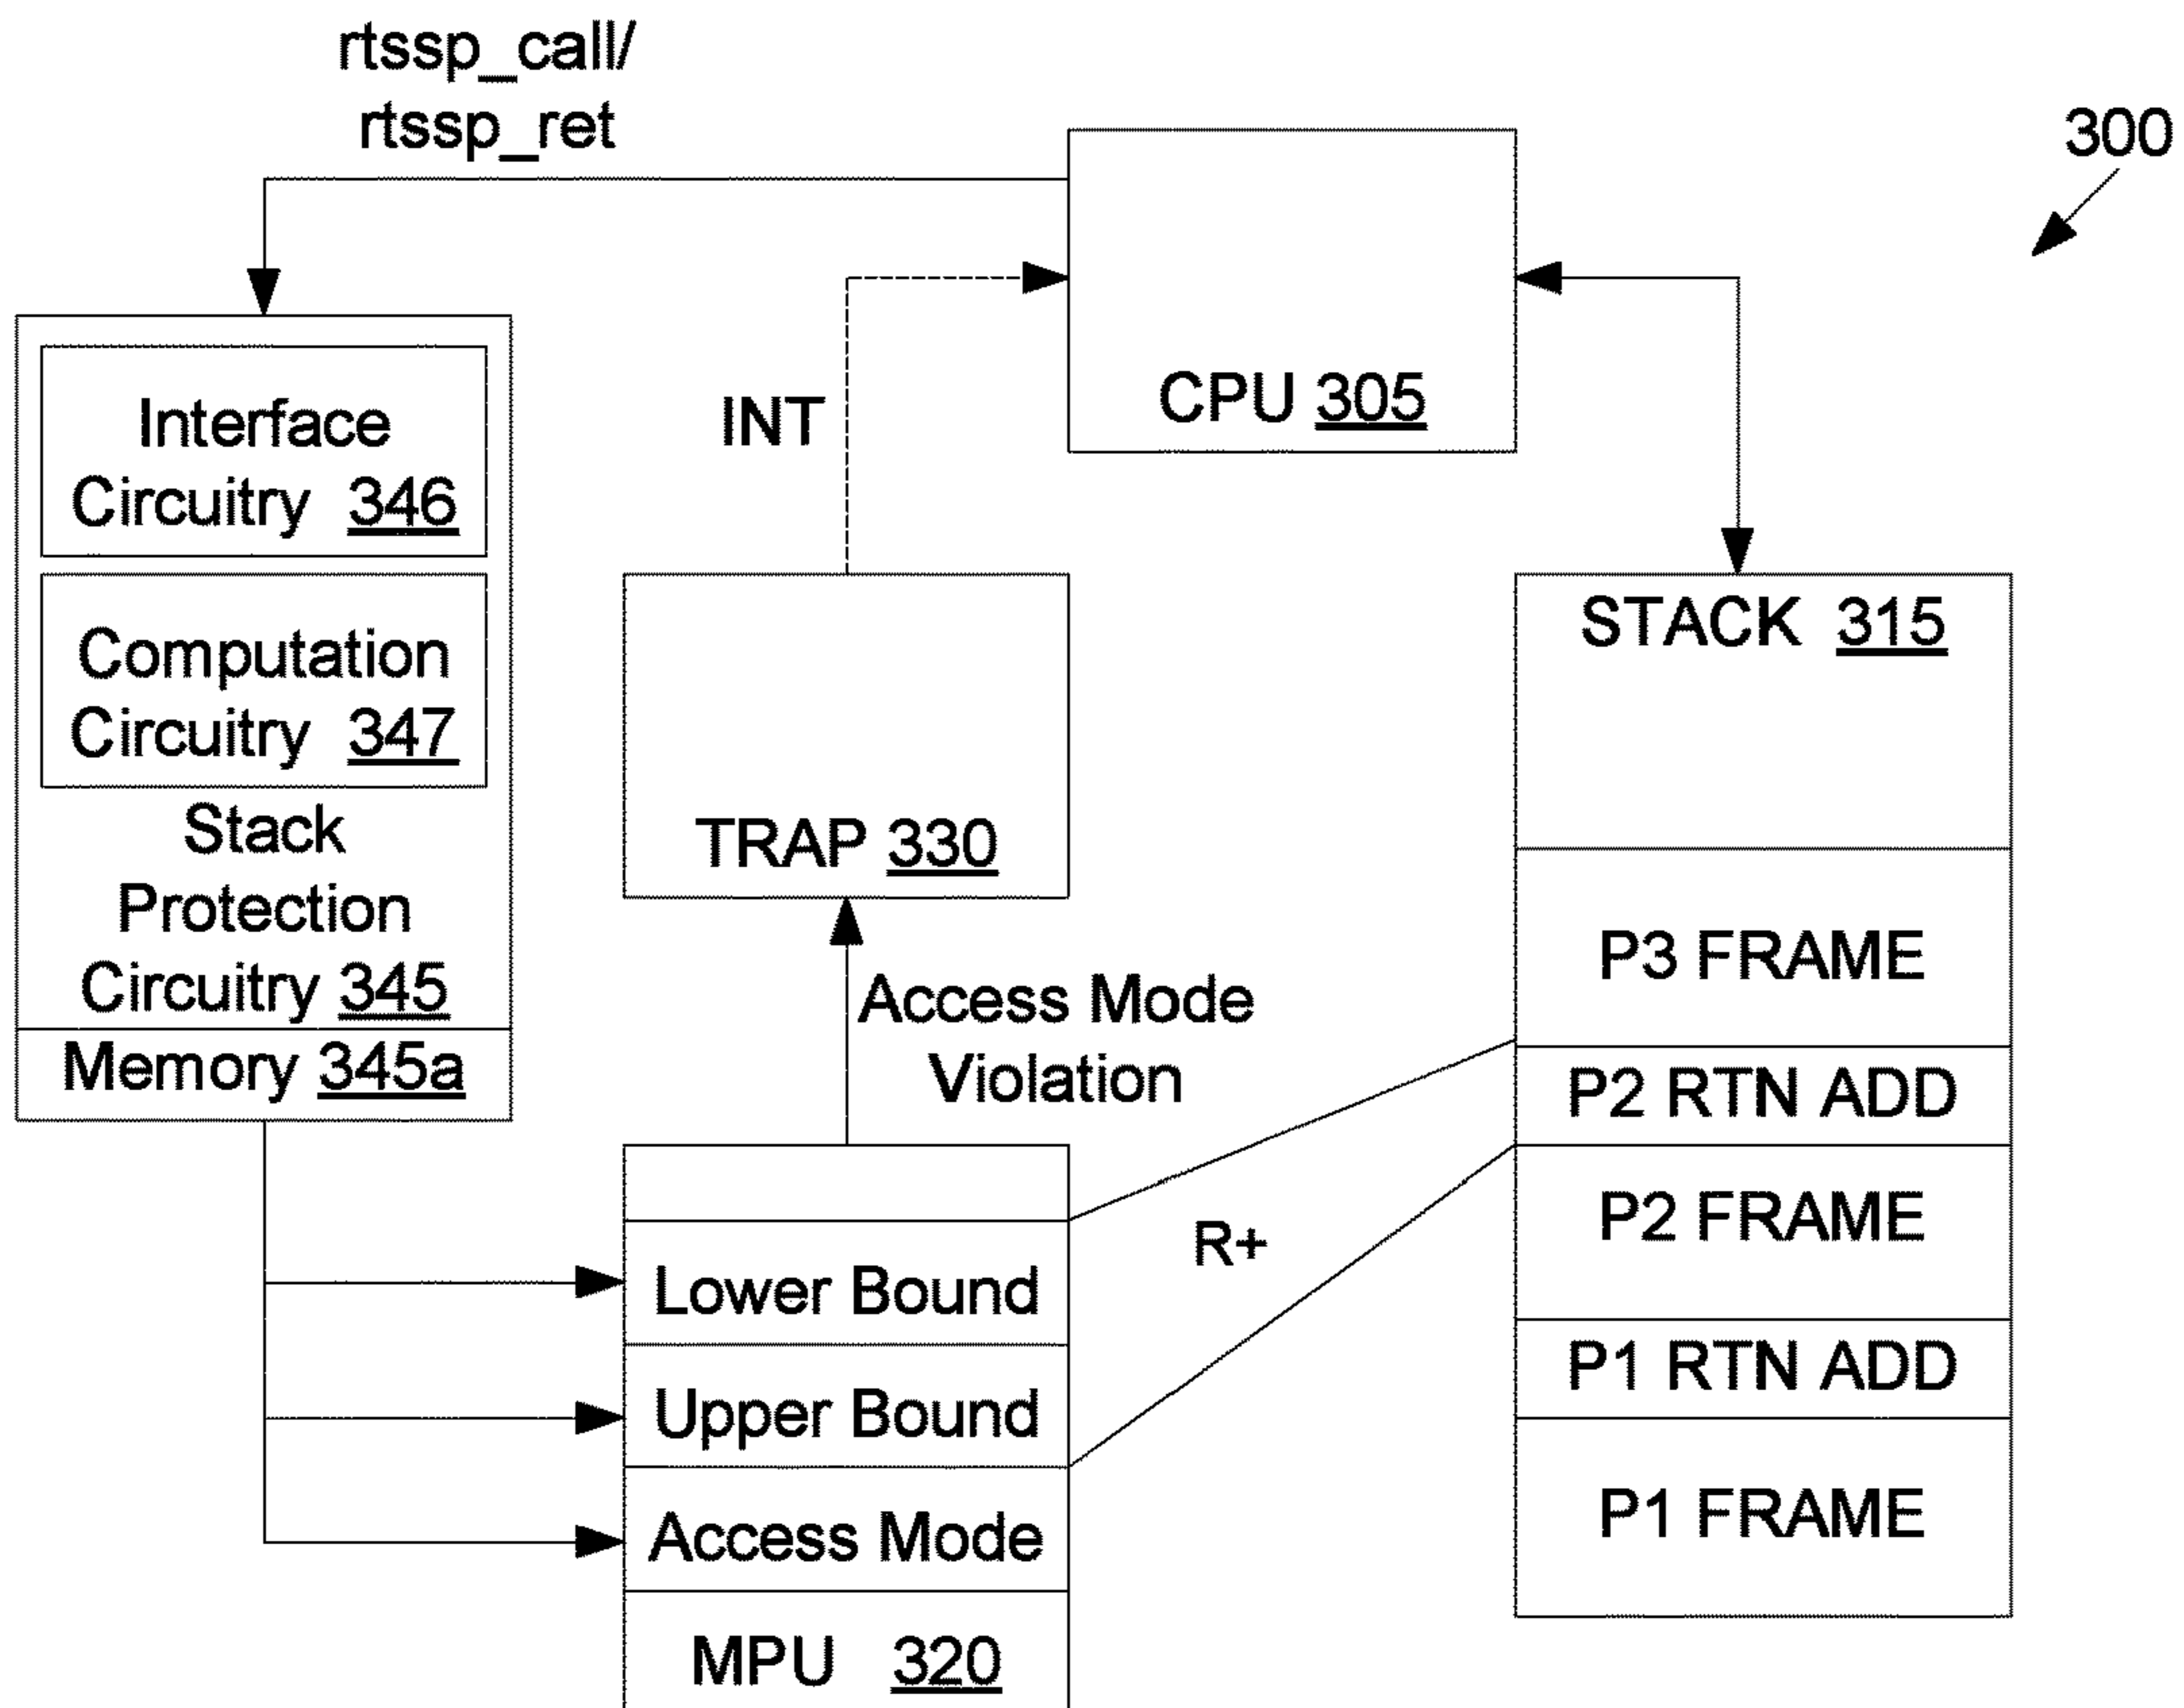 rtssp_call/
rtssp_ret
300
CPU 305
INT
Interface
Circuitry 346
Computation
Circuitry 347
Stack
Protection
Circuitry 345
Memory 345a
TRAP 330
Access Mode
Violation
Lower Bound
Upper Bound
Access Mode
MPU 320
R+
STACK 315
P3 FRAME
P2 RTN ADD
P2 FRAME
P1 RTN ADD
P1 FRAME